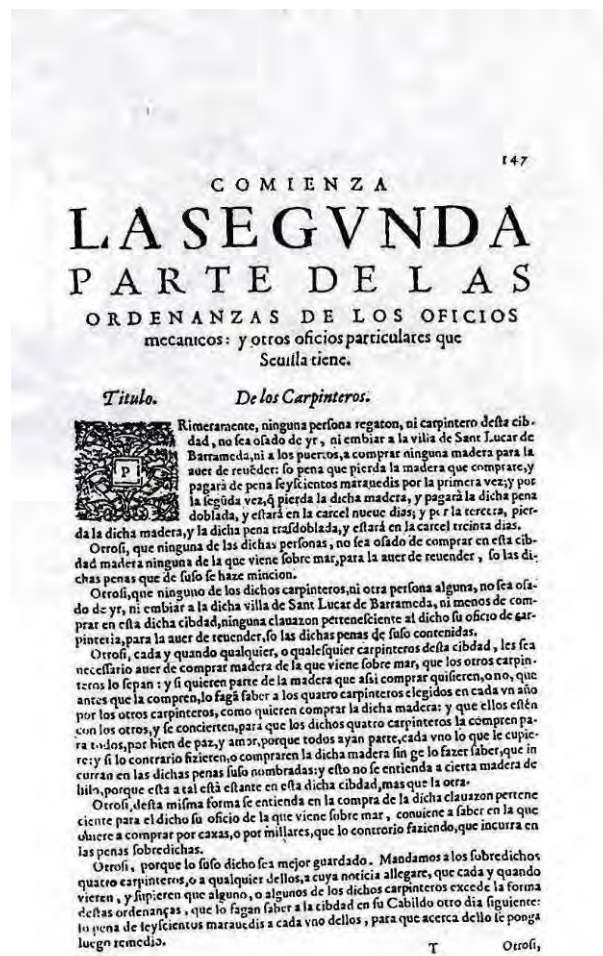 147
COMIENZA
LA SEGVNDA
PARTE DE LAS
ORDENANZAS DE LOS OFICIOS
mecanicos: y otros oficios particulares que
Seuilla tiene.
Titulo. De los Carpinteros.
PRimeramente, ninguna perſona regaton, ni carpintero deſta cib-
dad, no ſea oſado de yr, ni embiar a la villa de Sant Lucar de
Barrameda, ni a los puertos, a comprar ninguna madera para la
auer de reuẽder: ſo pena que pierda la madera que comprare, y
pagarà de pena ſeyſcientos marauedis por la primera vez; y por
la ſegũda vez, q̃ pierda la dicha madera, y pagarà la dicha pena
doblada, y eſtarà en la carcel nueue dias; y por la tercera, pier-
da la dicha madera, y la dicha pena traſdoblada, y eſtarà en la carcel treinta dias.
Otroſi, que ninguna de las dichas perſonas, no ſea oſado de comprar en eſta cib-
dad madera ninguna de la que viene ſobre mar, para la auer de reuender, ſo las di-
chas penas que de ſuſo ſe haze mincion.
Otroſi, que ninguno de los dichos carpinteros, ni otra perſona alguna, no ſea oſa-
do de yr, ni embiar a la dicha villa de Sant Lucar de Barrameda, ni menos de com-
prar en eſta dicha cibdad, ninguna clauazon perteneſciente al dicho ſu oficio de car-
pinteria, para la auer de reuender, ſo las dichas penas de ſuſo contenidas.
Otroſi, cada y quando qualquier, o qualeſquier carpinteros deſta cibdad, les ſea
neceſſario auer de comprar madera de la que viene ſobre mar, que los otros carpin-
teros lo ſepan: y ſi quieren parte de la madera que aſsi comprar quiſieren, o no, que
antes que la compren, lo fagã ſaber a los quatro carpinteros elegidos en cada vn año
por los otros carpinteros, como quieren comprar la dicha madera: y que ellos eſtèn
con los otros, y ſe concierten, para que los dichos quatro carpinteros la compren pa-
ra todos, por bien de paz, y amor, porque todos ayan parte, cada vno lo que le cupie-
re: y ſi lo contrario fizieren, o compraren la dicha madera ſin ge lo fazer ſaber, que in
curran en las dichas penas ſuſo nombradas: y eſto no ſe entienda a cierta madera de
hilo, porque eſta a tal eſtà eſtante en eſta dicha cibdad, mas que la otra.
Otroſi, deſta miſma forma ſe entienda en la compra de la dicha clauazon pertene
ciente para el dicho ſu oficio de la que viene ſobre mar, conuiene a ſaber en la que
ouiere a comprar por caxas, o por millares, que lo contrario faziendo, que incurra en
las penas ſobredichas.
Otroſi, porque lo ſuſo dicho ſea mejor guardado. Mandamos a los ſobredichos
quatro carpinteros, o a qualquier dellos, a cuya noticia allegare, que cada y quando
vieren, y ſupieren que alguno, o algunos de los dichos carpinteros excede la forma
deſtas ordenanças, que lo fagan ſaber a la cibdad en ſu Cabildo otro dia ſiguiente:
ſo pena de ſeyſcientos marauedis a cada vno dellos, para que acerca dello ſe ponga
luego remedio.
T Otroſi,